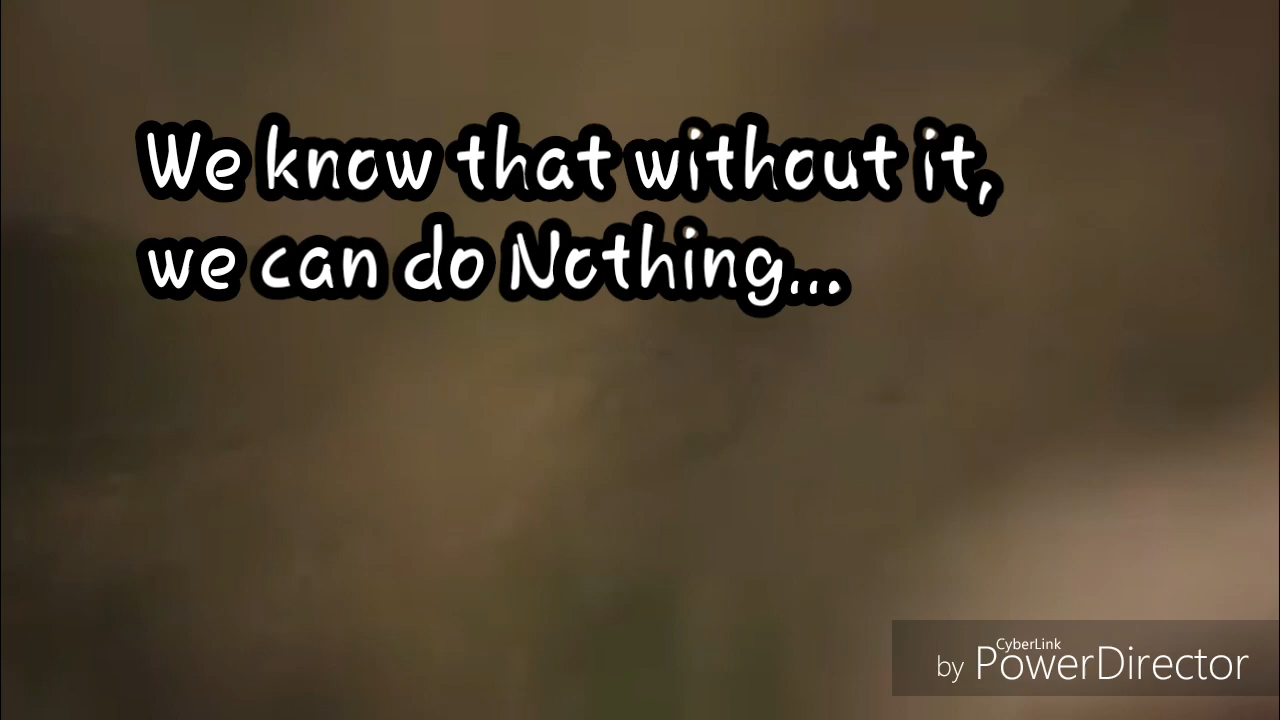 We know that without it,
we can do Nothing...
CyberLink
by PowerDirector